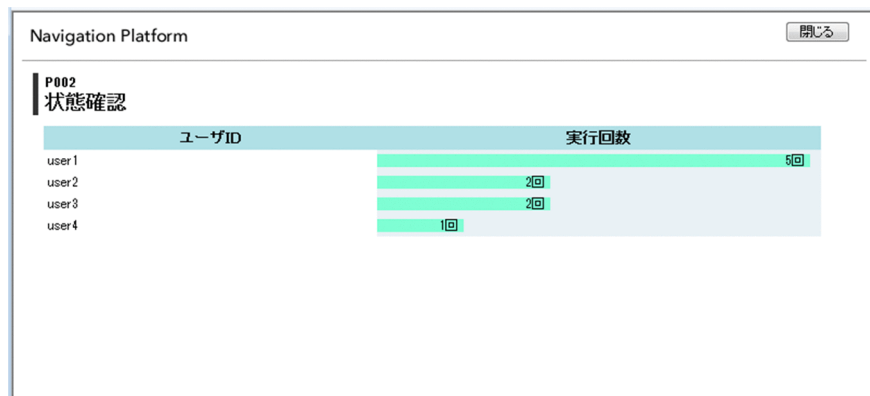 Navigation Platform
閉じる
P002
状態確認
ユーザID 実行回数
user1 5回
user2 2回
user3 2回
user4 1回